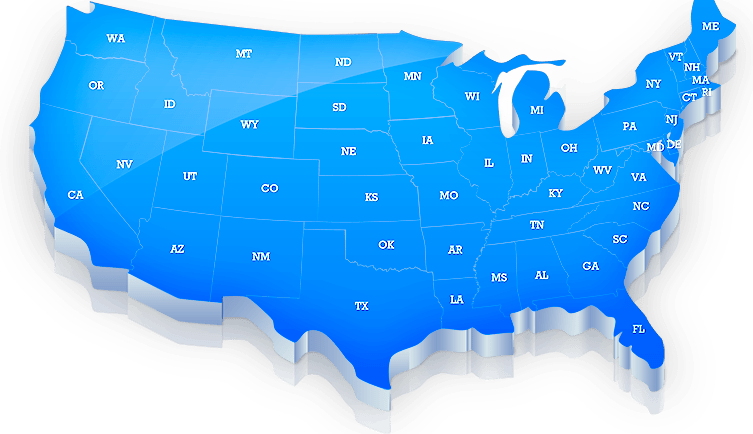 ME
WA
MT
VT
ND
NH
MN
MA
OR
NY
RI
WI
CT
ID
SD
MI
NJ
WY
PA
IA
OH
DE
MD
NE
IN
IL
NV
WV
UT
VA
CO
KY
CA
MO
KS
NC
TN
SC
OK
AZ
AR
NM
GA
AL
MS
LA
TX
FL